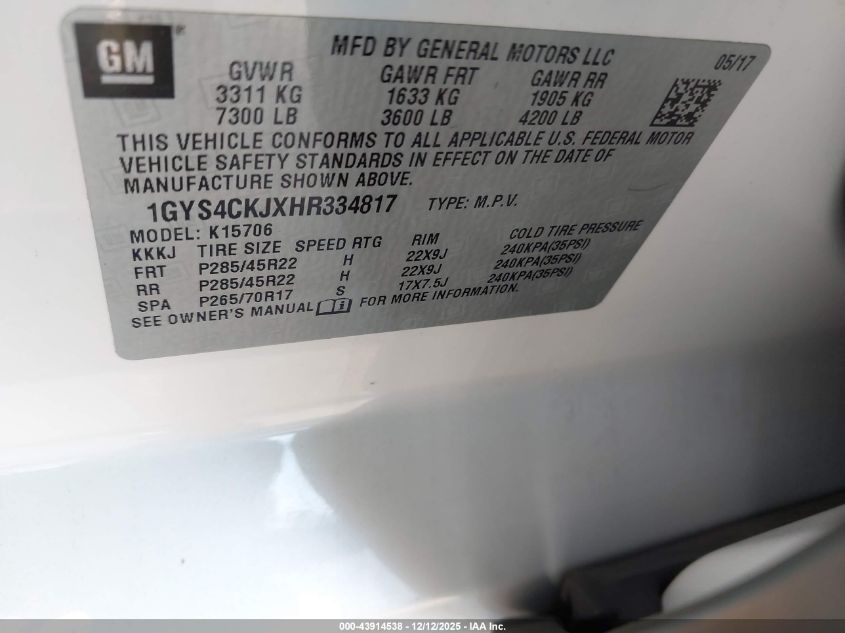 GM ®
MFD BY GENERAL MOTORS LLC 05/17
GVWR GAWR FRT GAWR RR
3311 KG 1633 KG 1905 KG
7300 LB 3600 LB 4200 LB
THIS VEHICLE CONFORMS TO ALL APPLICABLE U.S. FEDERAL MOTOR
VEHICLE SAFETY STANDARDS IN EFFECT ON THE DATE OF
MANUFACTURE SHOWN ABOVE.
1GYS4CKJXHR334817 TYPE: M.P.V.
MODEL: K15706
KKKJ TIRE SIZE SPEED RTG RIM COLD TIRE PRESSURE
FRT P285/45R22 H 22X9J 240KPA(35PSI)
RR P285/45R22 H 22X9J 240KPA(35PSI)
SPA P265/70R17 S 17X7.5J 240KPA(35PSI)
SEE OWNER'S MANUAL FOR MORE INFORMATION.
000-43914538 - 12/12/2025 - IAA Inc.